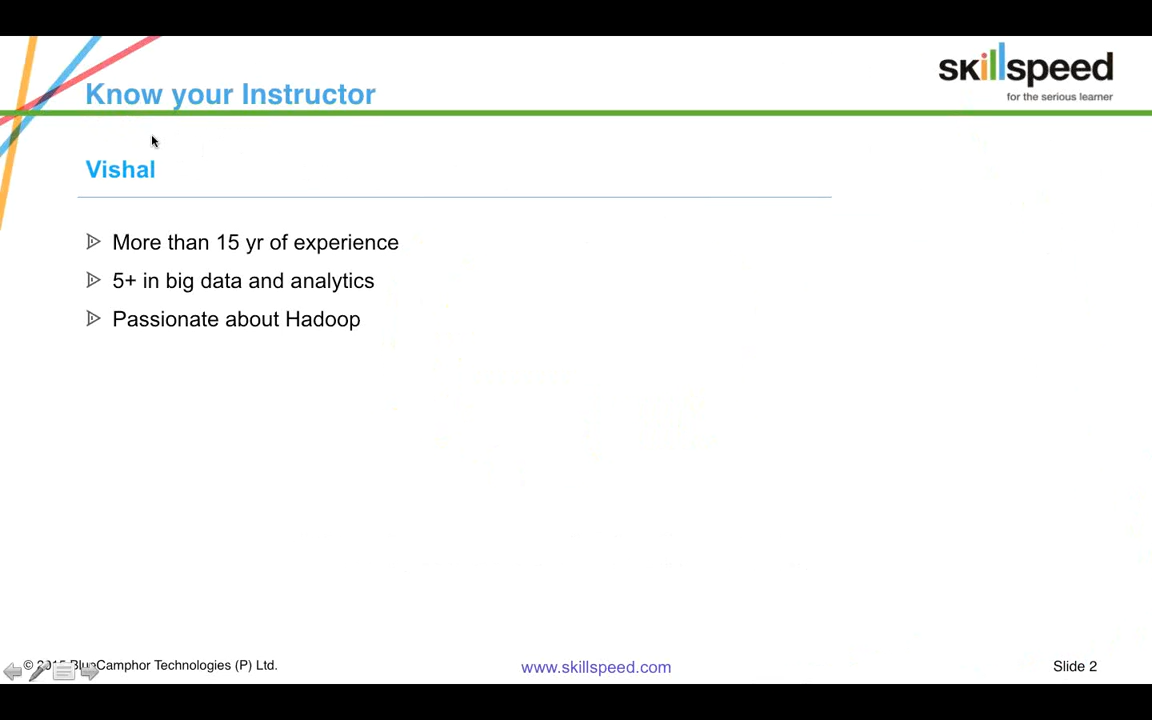 Know your Instructor
skillspeed
for the serious learner
Vishal
More than 15 yr of experience
5+ in big data and analytics
Passionate about Hadoop
© BlueCamphor Technologies (P) Ltd.
www.skillspeed.com
Slide 2